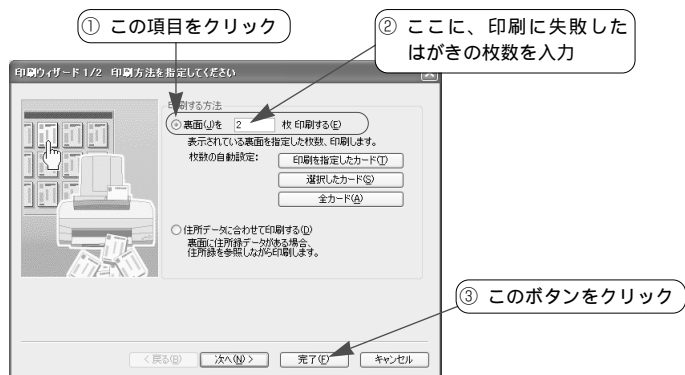 ① この項目をクリック
② ここに、印刷に失敗した
はがきの枚数を入力
印刷ウィザード 1/2 印刷方法を指定してください
印刷する方法
裏面(U)を 2 枚 印刷する(E)
表示されている裏面を指定した枚数、印刷します。
枚数の自動設定: 印刷を指定したカード(T)
選択したカード(S)
全カード(A)
住所データに合わせて印刷する(D)
裏面に住所録データがある場合、
住所録を参照しながら印刷します。
③ このボタンをクリック
< 戻る(B) 次へ(N) > 完了(F) キャンセル